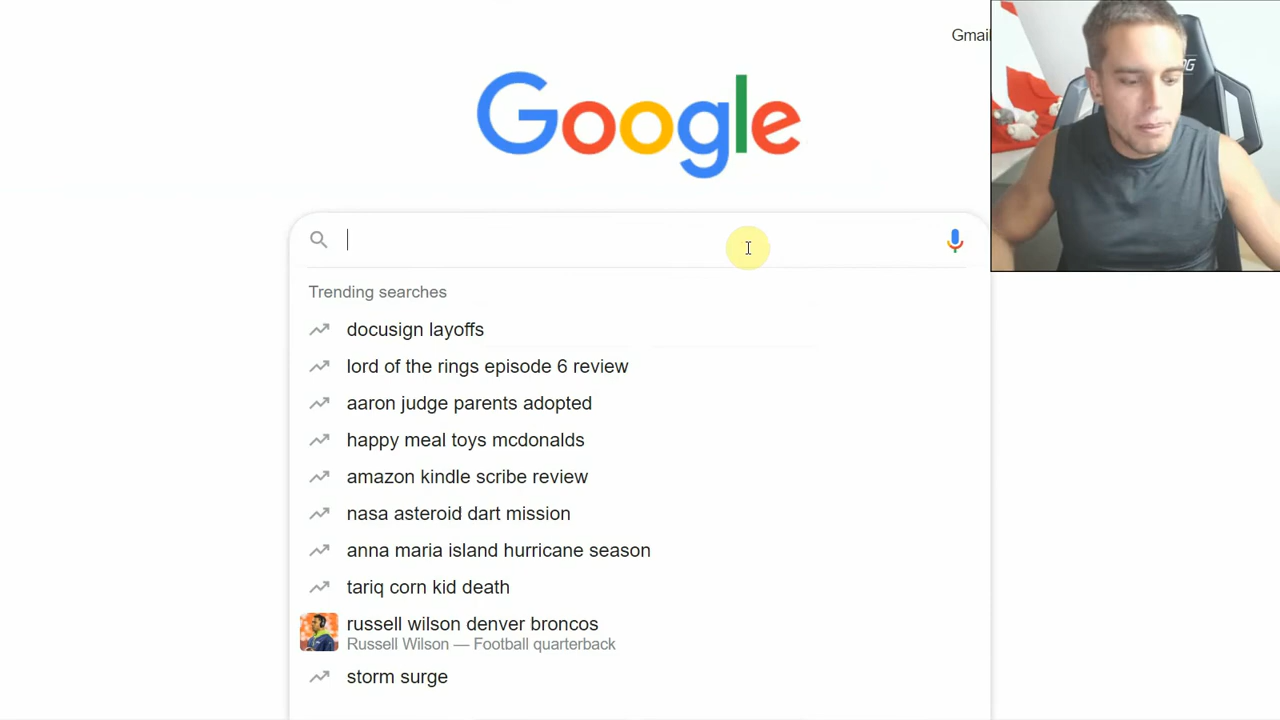 Gmail
Google
Trending searches
docusign layoffs
lord of the rings episode 6 review
aaron judge parents adopted
happy meal toys mcdonalds
amazon kindle scribe review
nasa asteroid dart mission
anna maria island hurricane season
tariq corn kid death
russell wilson denver broncos
Russell Wilson — Football quarterback
storm surge